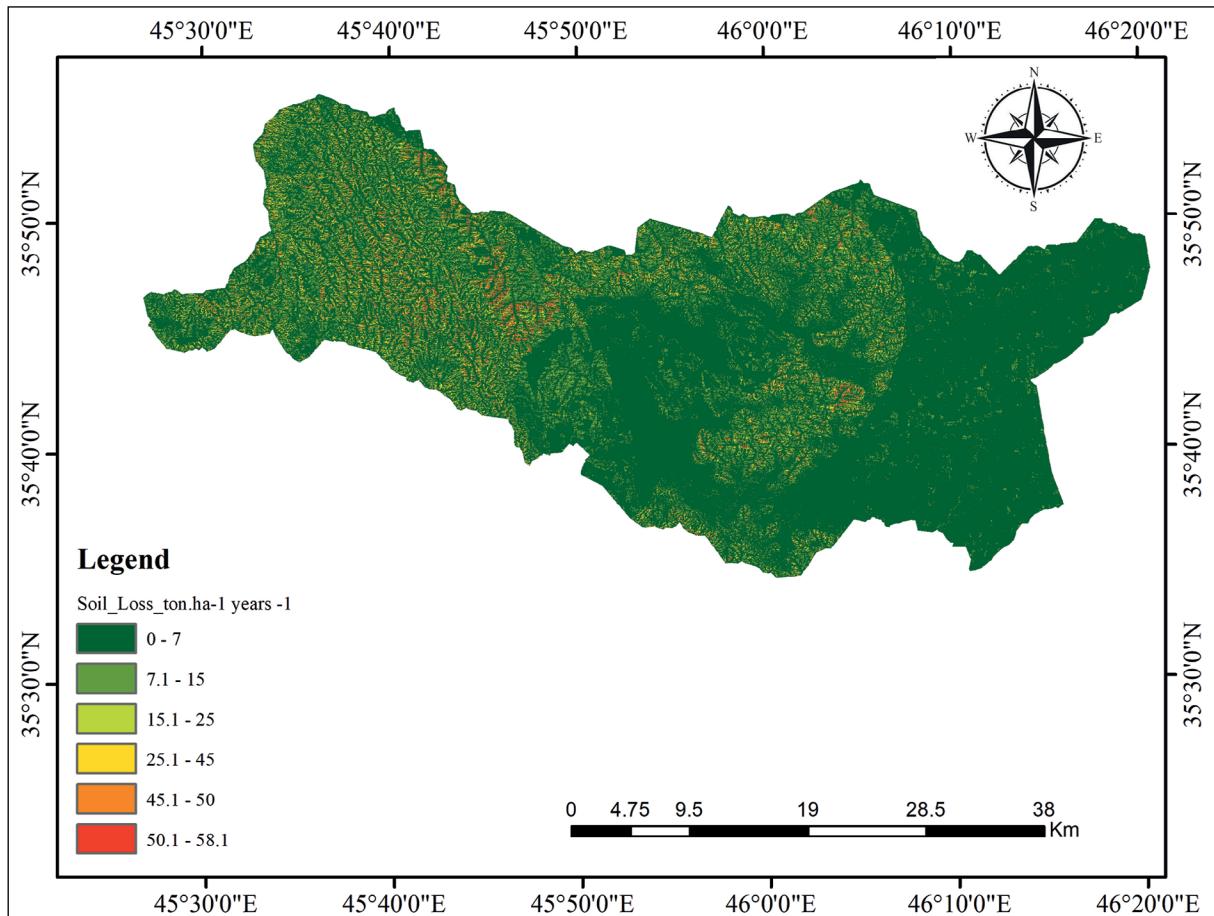 45°30'0"E 45°40'0"E 45°50'0"E 46°0'0"E 46°10'0"E 46°20'0"E
N
W E
S
35°50'0"N 35°50'0"N
35°40'0"N 35°40'0"N
35°30'0"N 35°30'0"N
Legend
Soil_Loss_ton.ha-1 years -1
0 - 7
7.1 - 15
15.1 - 25
25.1 - 45
45.1 - 50
50.1 - 58.1
0 4.75 9.5 19 28.5 38
Km
45°30'0"E 45°40'0"E 45°50'0"E 46°0'0"E 46°10'0"E 46°20'0"E